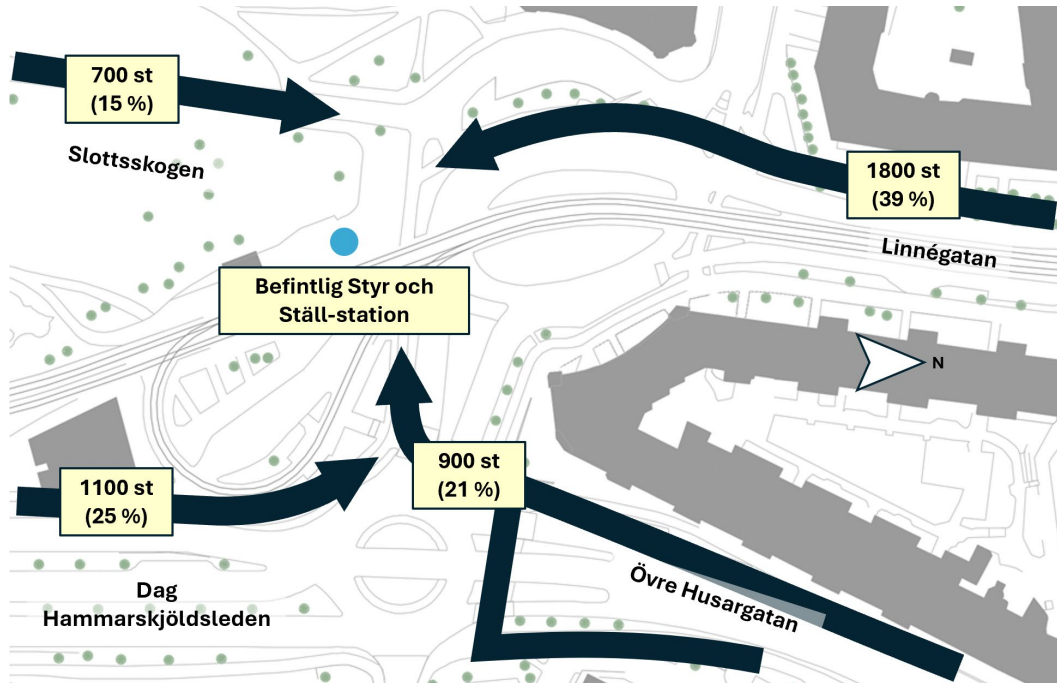 700 st
(15 %)
Slottsskogen
1800 st
(39 %)
Linnégatan
Befintlig Styr och
Ställ-station
N
900 st
(21 %)
1100 st
(25 %)
Dag
Hammarskjöldsleden
Övre Husargatan